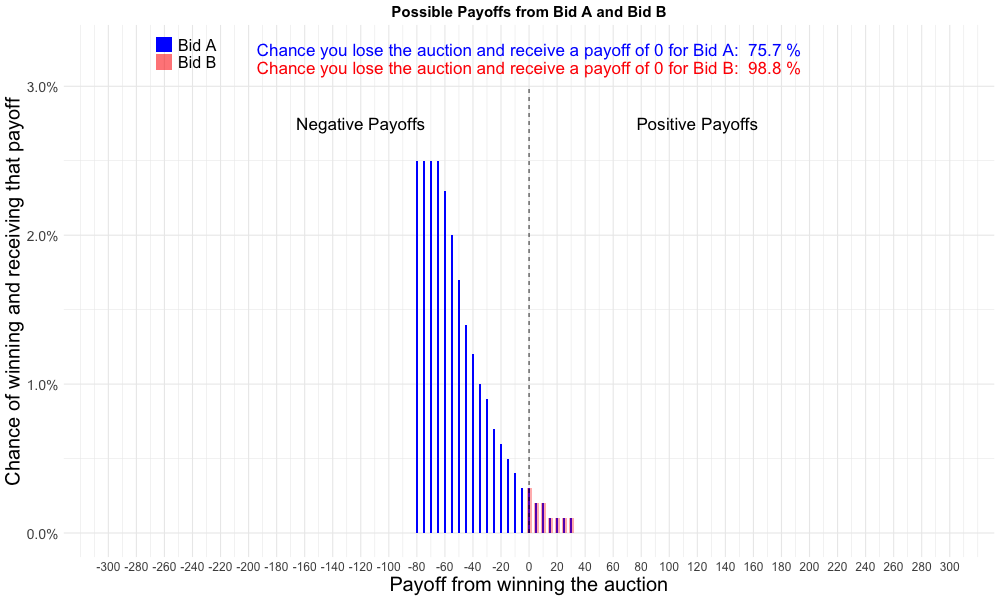 Possible Payoffs from Bid A and Bid B
Bid A
Bid B
Chance you lose the auction and receive a payoff of 0 for Bid A: 75.7 %
Chance you lose the auction and receive a payoff of 0 for Bid B: 98.8 %
Negative Payoffs
Positive Payoffs
Chance of winning and receiving that payoff
3.0%
2.0%
1.0%
0.0%
-300 -280 -260 -240 -220 -200 -180 -160 -140 -120 -100 -80 -60 -40 -20 0 20 40 60 80 100 120 140 160 180 200 220 240 260 280 300
Payoff from winning the auction